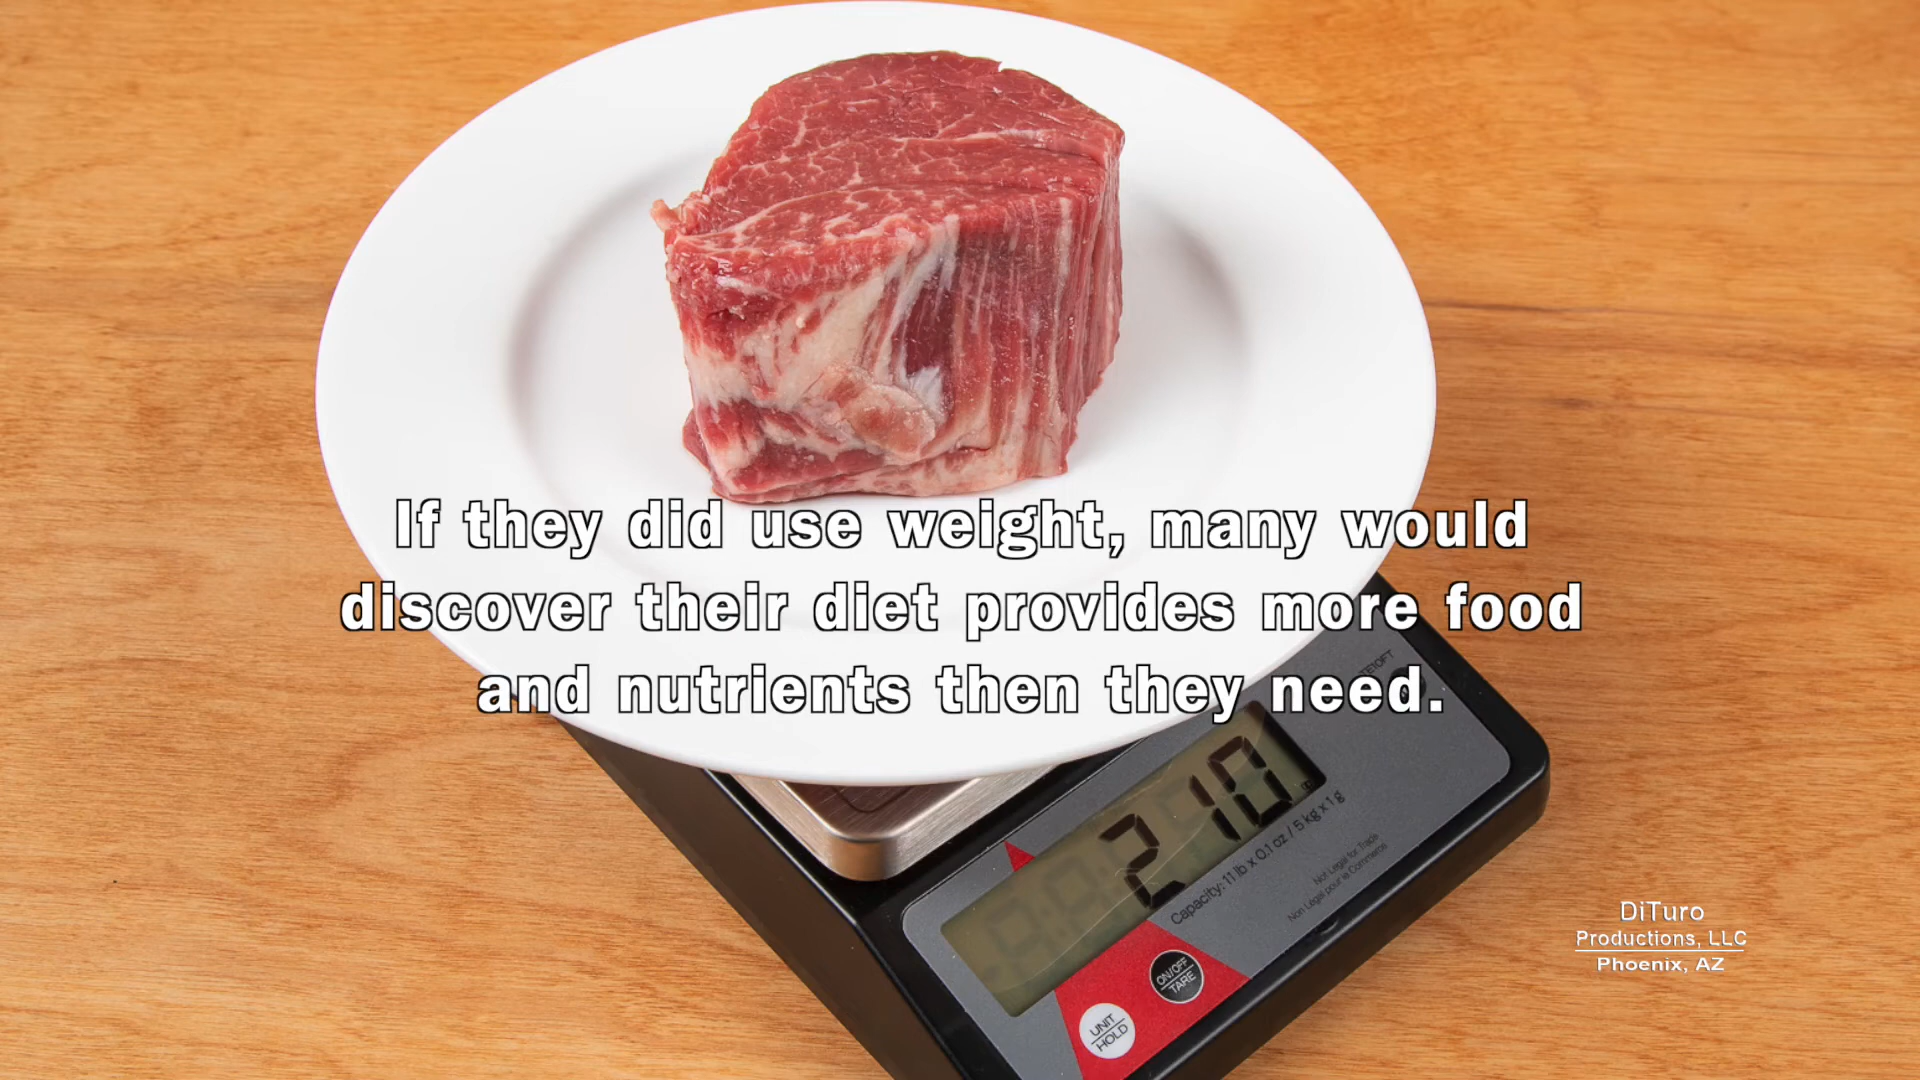 If they did use weight, many would
discover their diet provides more food
and nutrients then they need.
210
Capacity: 11 lb x 0.1 oz / 5 kg x 1 g
Not Legal for Trade
Non Légal pour le Commerce
ON/OFF
TARE
UNIT
HOLD
DiTuro
Productions, LLC
Phoenix, AZ